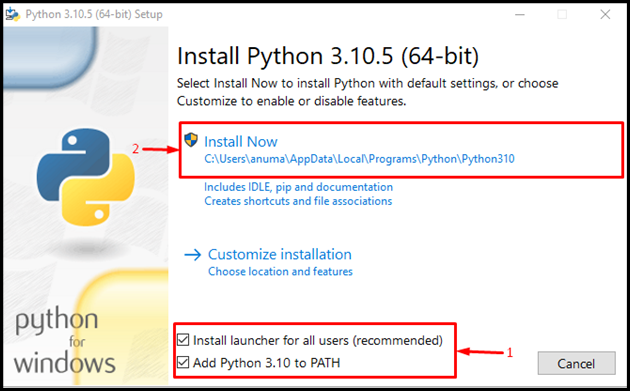 Python 3.10.5 (64-bit) Setup
Install Python 3.10.5 (64-bit)
Select Install Now to install Python with default settings, or choose
Customize to enable or disable features.
2
Install Now
C:\Users\anuma\AppData\Local\Programs\Python\Python310
Includes IDLE, pip and documentation
Creates shortcuts and file associations
Customize installation
Choose location and features
python
for
windows
Install launcher for all users (recommended)
Add Python 3.10 to PATH
1
Cancel